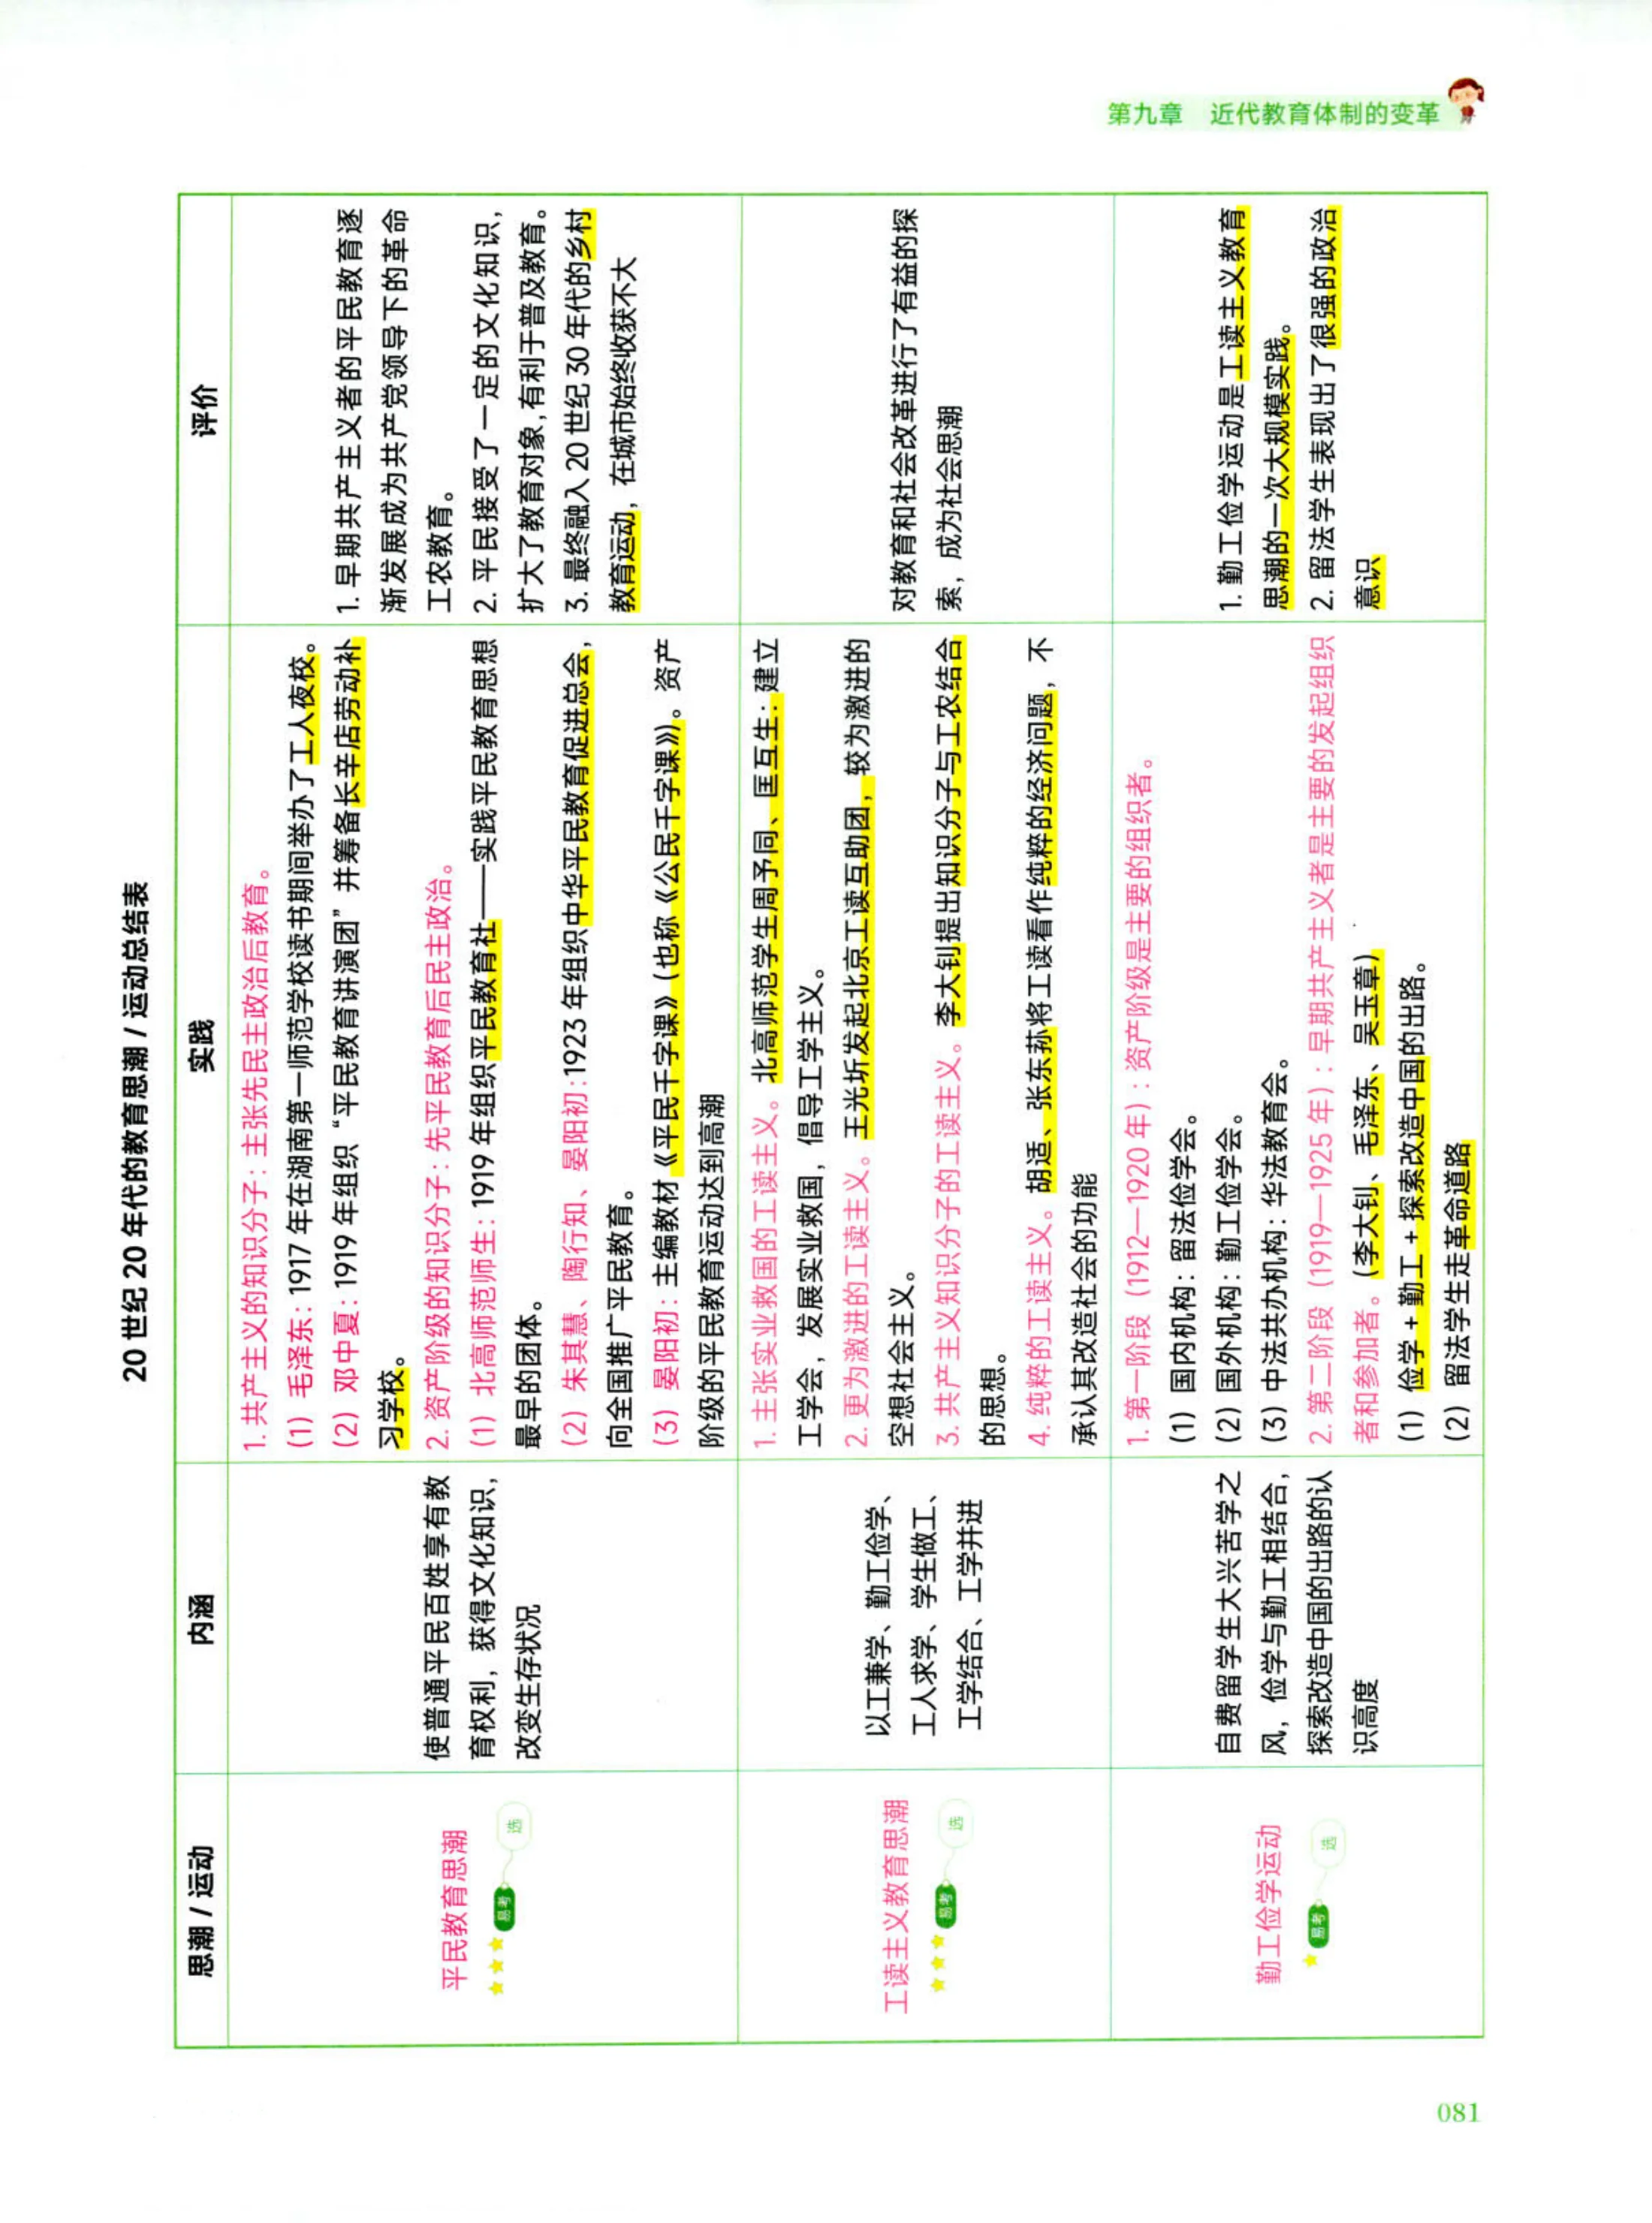 第九章 近代教育体制的变革
20 世纪 20 年代的教育思潮 / 运动总结表
思潮 / 运动
内涵
实践
评价
平民教育思潮
易考
选
使普通平民百姓享有教
育权利，获得文化知识，
改变生存状况
1. 共产主义的知识分子：主张先民主政治后教育。
（1）毛泽东：1917 年在湖南第一师范学校读书期间举办了工人夜校。
（2）邓中夏：1919 年组织“平民教育讲演团”并筹备长辛店劳动补
习学校。
2. 资产阶级的知识分子：先平民教育后民主政治。
（1）北高师范师生：1919 年组织平民教育社——实践平民教育思想
最早的团体。
（2）朱其慧、陶行知、晏阳初：1923 年组织中华平民教育促进总会，
向全国推广平民教育。
（3）晏阳初：主编教材《平民千字课》（也称《公民千字课》）。资产
阶级的平民教育运动达到高潮
1. 早期共产主义者的平民教育逐
渐发展成为共产党领导下的革命
工农教育。
2. 平民接受了一定的文化知识，
扩大了教育对象，有利于普及教育。
3. 最终融入 20 世纪 30 年代的乡村
教育运动，在城市始终收获不大
工读主义教育思潮
易考
选
以工兼学、勤工俭学、
工人求学、学生做工、
工学结合、工学并进
1. 主张实业救国的工读主义。北高师范学生周予同、匡互生：建立
工学会，发展实业救国，倡导工学主义。
2. 更为激进的工读主义。王光圻发起北京工读互助团，较为激进的
空想社会主义。
3. 共产主义知识分子的工读主义。李大钊提出知识分子与工农结合
的思想。
4. 纯粹的工读主义。胡适、张东荪将工读看作纯粹的经济问题，不
承认其改造社会的功能
对教育和社会改革进行了有益的探
索，成为社会思潮
勤工俭学运动
易考
选
自费留学生大兴苦学之
风，俭学与勤工相结合，
探索改造中国的出路的认
识高度
1. 第一阶段（1912—1920 年）：资产阶级是主要的组织者。
（1）国内机构：留法俭学会。
（2）国外机构：勤工俭学会。
（3）中法共办机构：华法教育会。
2. 第二阶段（1919—1925 年）：早期共产主义者是主要的发起组织
者和参加者。（李大钊、毛泽东、吴玉章）
（1）俭学 + 勤工 + 探索改造中国的出路。
（2）留法学生走革命道路
1. 勤工俭学运动是工读主义教育
思潮的一次大规模实践。
2. 留法学生表现出了很强的政治
意识
081